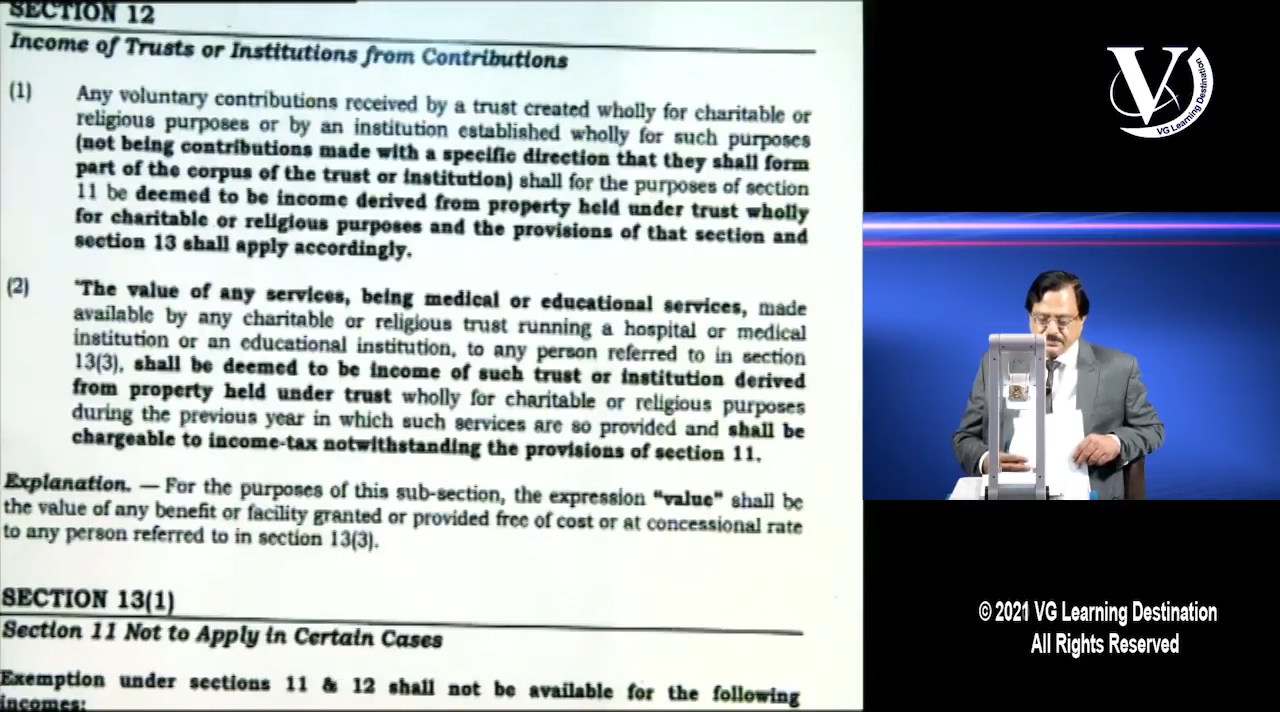 SECTION 12
Income of Trusts or Institutions from Contributions
(1) Any voluntary contributions received by a trust created wholly for charitable or
religious purposes or by an institution established wholly for such purposes
(not being contributions made with a specific direction that they shall form
part of the corpus of the trust or institution) shall for the purposes of section
11 be deemed to be income derived from property held under trust wholly
for charitable or religious purposes and the provisions of that section and
section 13 shall apply accordingly.
(2) "The value of any services, being medical or educational services, made
available by any charitable or religious trust running a hospital or medical
institution or an educational institution, to any person referred to in section
13(3), shall be deemed to be income of such trust or institution derived
from property held under trust wholly for charitable or religious purposes
during the previous year in which such services are so provided and shall be
chargeable to income-tax notwithstanding the provisions of section 11.
Explanation. — For the purposes of this sub-section, the expression "value" shall be
the value of any benefit or facility granted or provided free of cost or at concessional rate
to any person referred to in section 13(3).
SECTION 13(1)
Section 11 Not to Apply in Certain Cases
Exemption under sections 11 & 12 shall not be available for the following
incomes:
V
VG Learning Destination
© 2021 VG Learning Destination
All Rights Reserved